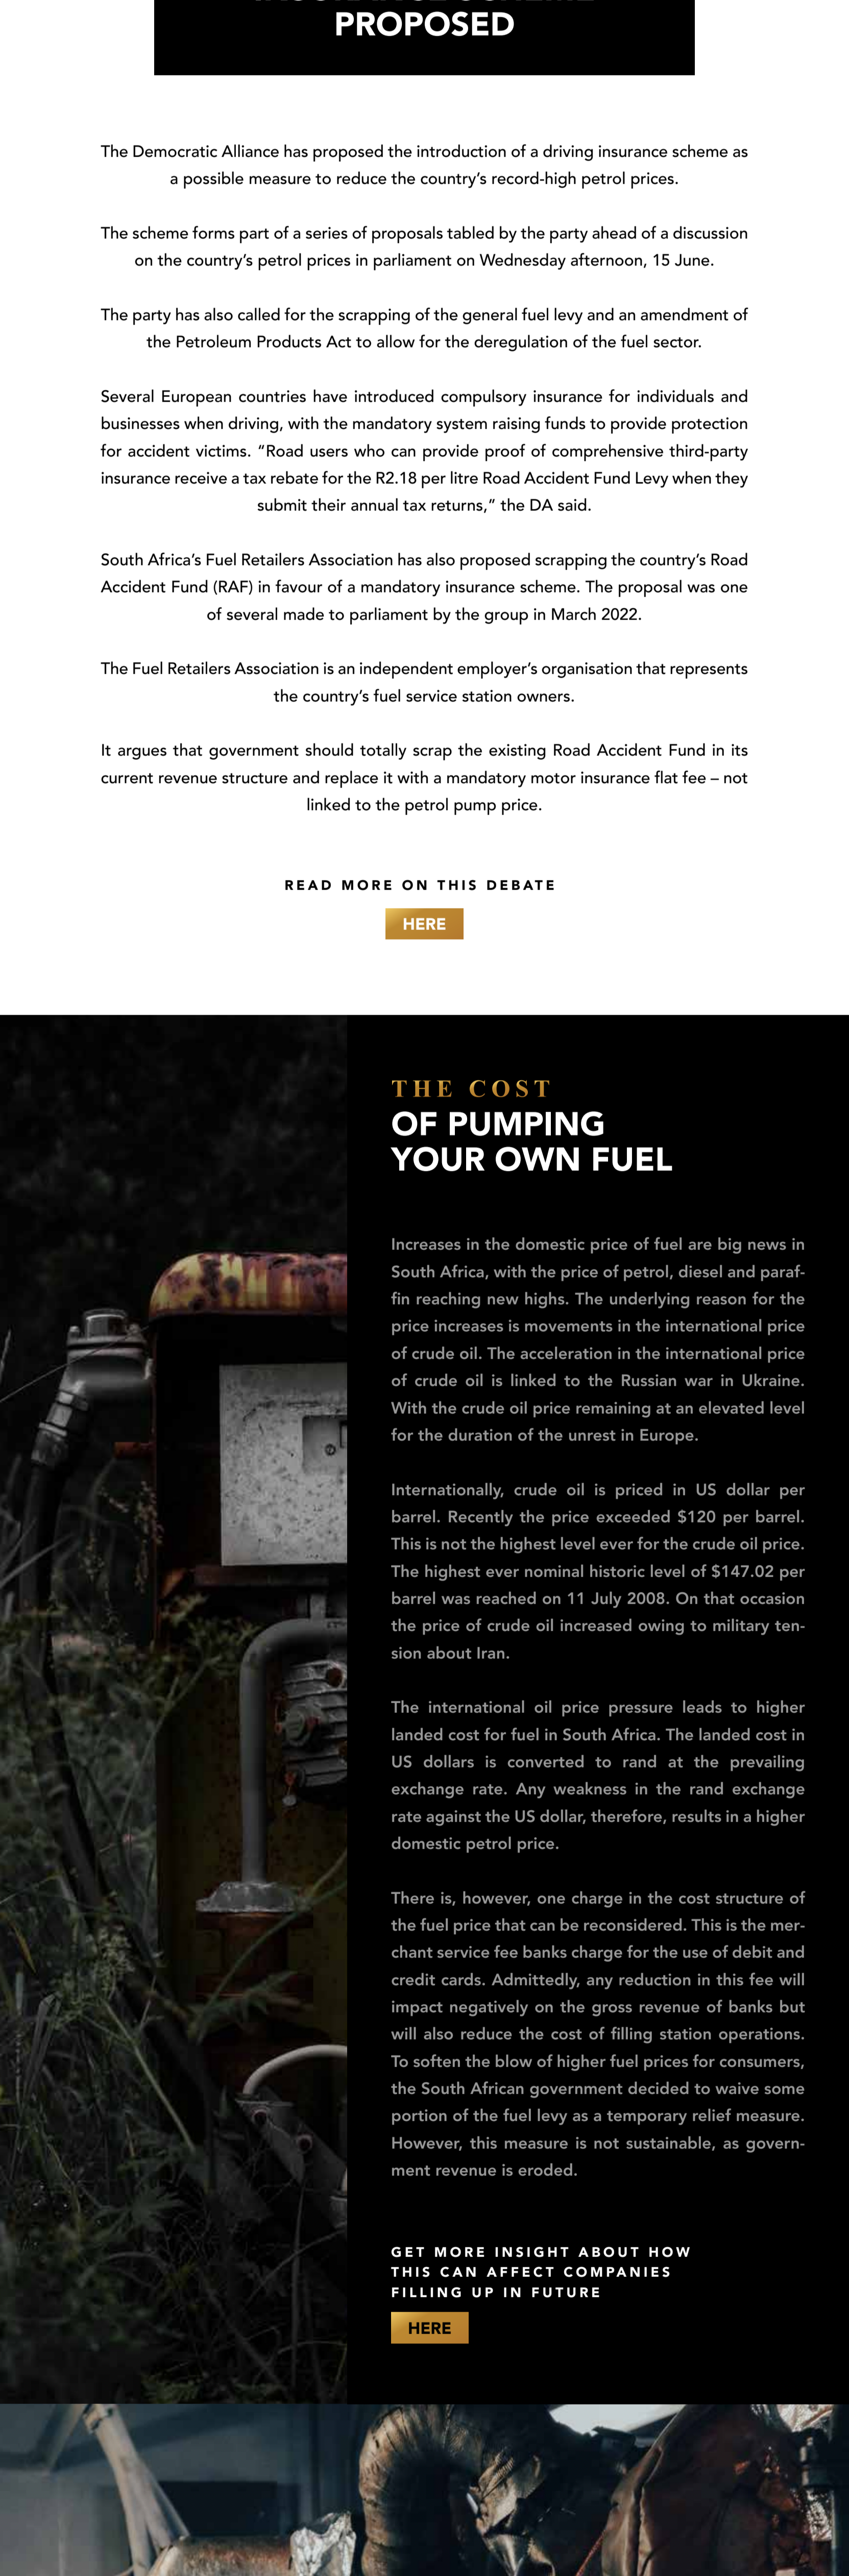 PROPOSED
The Democratic Alliance has proposed the introduction of a driving insurance scheme as
a possible measure to reduce the country’s record-high petrol prices.
The scheme forms part of a series of proposals tabled by the party ahead of a discussion
on the country’s petrol prices in parliament on Wednesday afternoon, 15 June.
The party has also called for the scrapping of the general fuel levy and an amendment of
the Petroleum Products Act to allow for the deregulation of the fuel sector.
Several European countries have introduced compulsory insurance for individuals and
businesses when driving, with the mandatory system raising funds to provide protection
for accident victims. “Road users who can provide proof of comprehensive third-party
insurance receive a tax rebate for the R2.18 per litre Road Accident Fund Levy when they
submit their annual tax returns,” the DA said.
South Africa’s Fuel Retailers Association has also proposed scrapping the country’s Road
Accident Fund (RAF) in favour of a mandatory insurance scheme. The proposal was one
of several made to parliament by the group in March 2022.
The Fuel Retailers Association is an independent employer’s organisation that represents
the country’s fuel service station owners.
It argues that government should totally scrap the existing Road Accident Fund in its
current revenue structure and replace it with a mandatory motor insurance flat fee – not
linked to the petrol pump price.
READ MORE ON THIS DEBATE
HERE
THE COST
OF PUMPING
YOUR OWN FUEL
Increases in the domestic price of fuel are big news in
South Africa, with the price of petrol, diesel and paraf-
fin reaching new highs. The underlying reason for the
price increases is movements in the international price
of crude oil. The acceleration in the international price
of crude oil is linked to the Russian war in Ukraine.
With the crude oil price remaining at an elevated level
for the duration of the unrest in Europe.
Internationally, crude oil is priced in US dollar per
barrel. Recently the price exceeded $120 per barrel.
This is not the highest level ever for the crude oil price.
The highest ever nominal historic level of $147.02 per
barrel was reached on 11 July 2008. On that occasion
the price of crude oil increased owing to military ten-
sion about Iran.
The international oil price pressure leads to higher
landed cost for fuel in South Africa. The landed cost in
US dollars is converted to rand at the prevailing
exchange rate. Any weakness in the rand exchange
rate against the US dollar, therefore, results in a higher
domestic petrol price.
There is, however, one charge in the cost structure of
the fuel price that can be reconsidered. This is the mer-
chant service fee banks charge for the use of debit and
credit cards. Admittedly, any reduction in this fee will
impact negatively on the gross revenue of banks but
will also reduce the cost of filling station operations.
To soften the blow of higher fuel prices for consumers,
the South African government decided to waive some
portion of the fuel levy as a temporary relief measure.
However, this measure is not sustainable, as govern-
ment revenue is eroded.
GET MORE INSIGHT ABOUT HOW
THIS CAN AFFECT COMPANIES
FILLING UP IN FUTURE
HERE